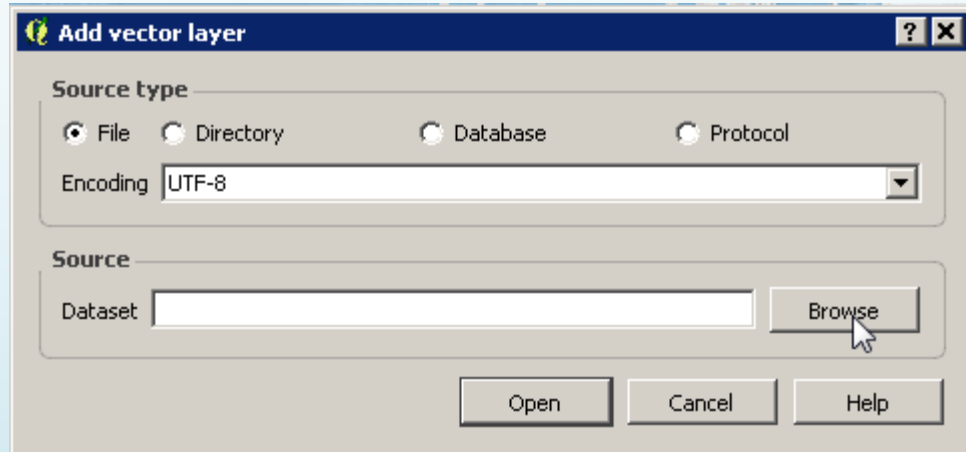 Add vector layer
Source type
File Directory Database Protocol
Encoding UTF-8
Source
Dataset Browse
Open Cancel Help